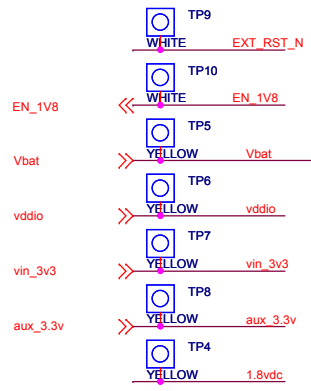 TP9
WHITE EXT_RST_N
TP10
EN_1V8 WHITE EN_1V8
TP5
Vbat YELLOW Vbat
TP6
vddio YELLOW vddio
TP7
vin_3v3 YELLOW vin_3v3
TP8
aux_3.3v YELLOW aux_3.3v
TP4
YELLOW 1.8vdc